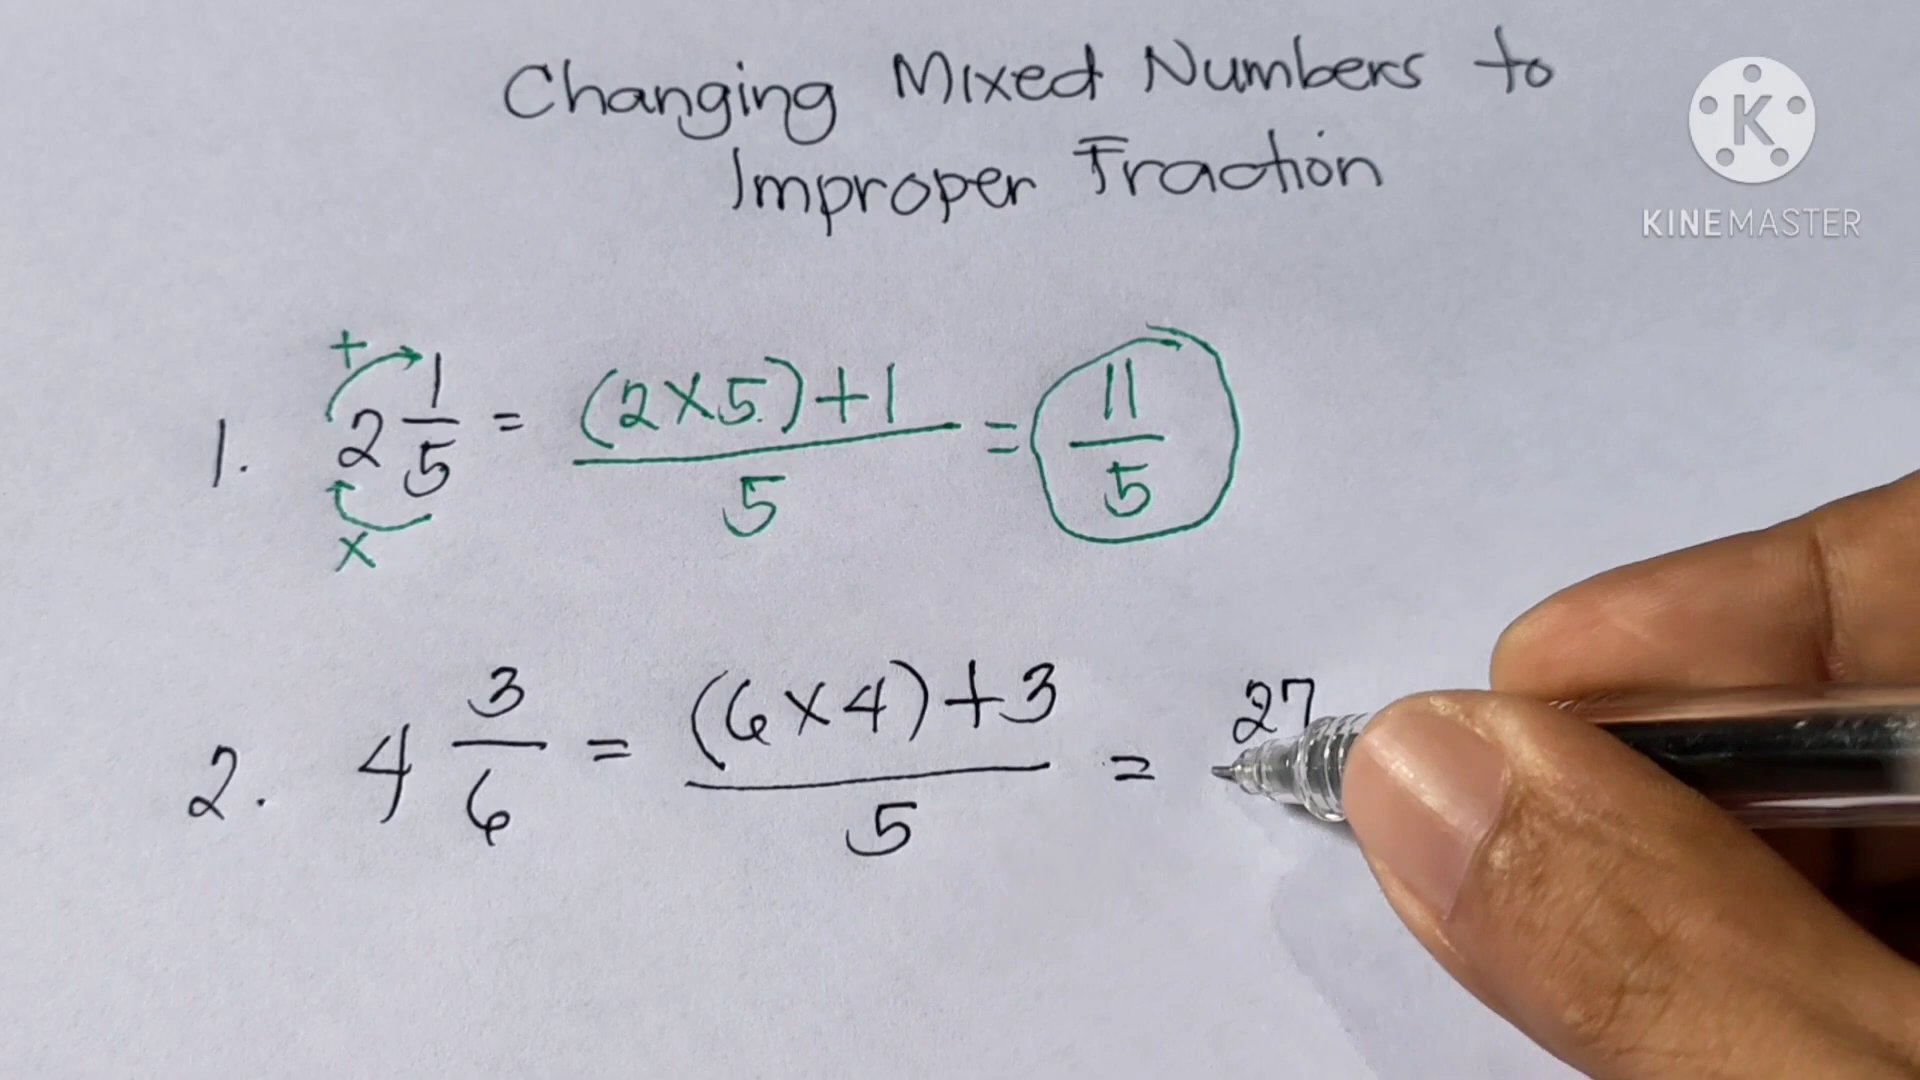 Changing Mixed Numbers to
Improper Fraction
K
KINEMASTER
+
1. 2 1/5 = (2×5)+1/5 = 11/5
×
2. 4 3/6 = (6×4)+3/5 = 27